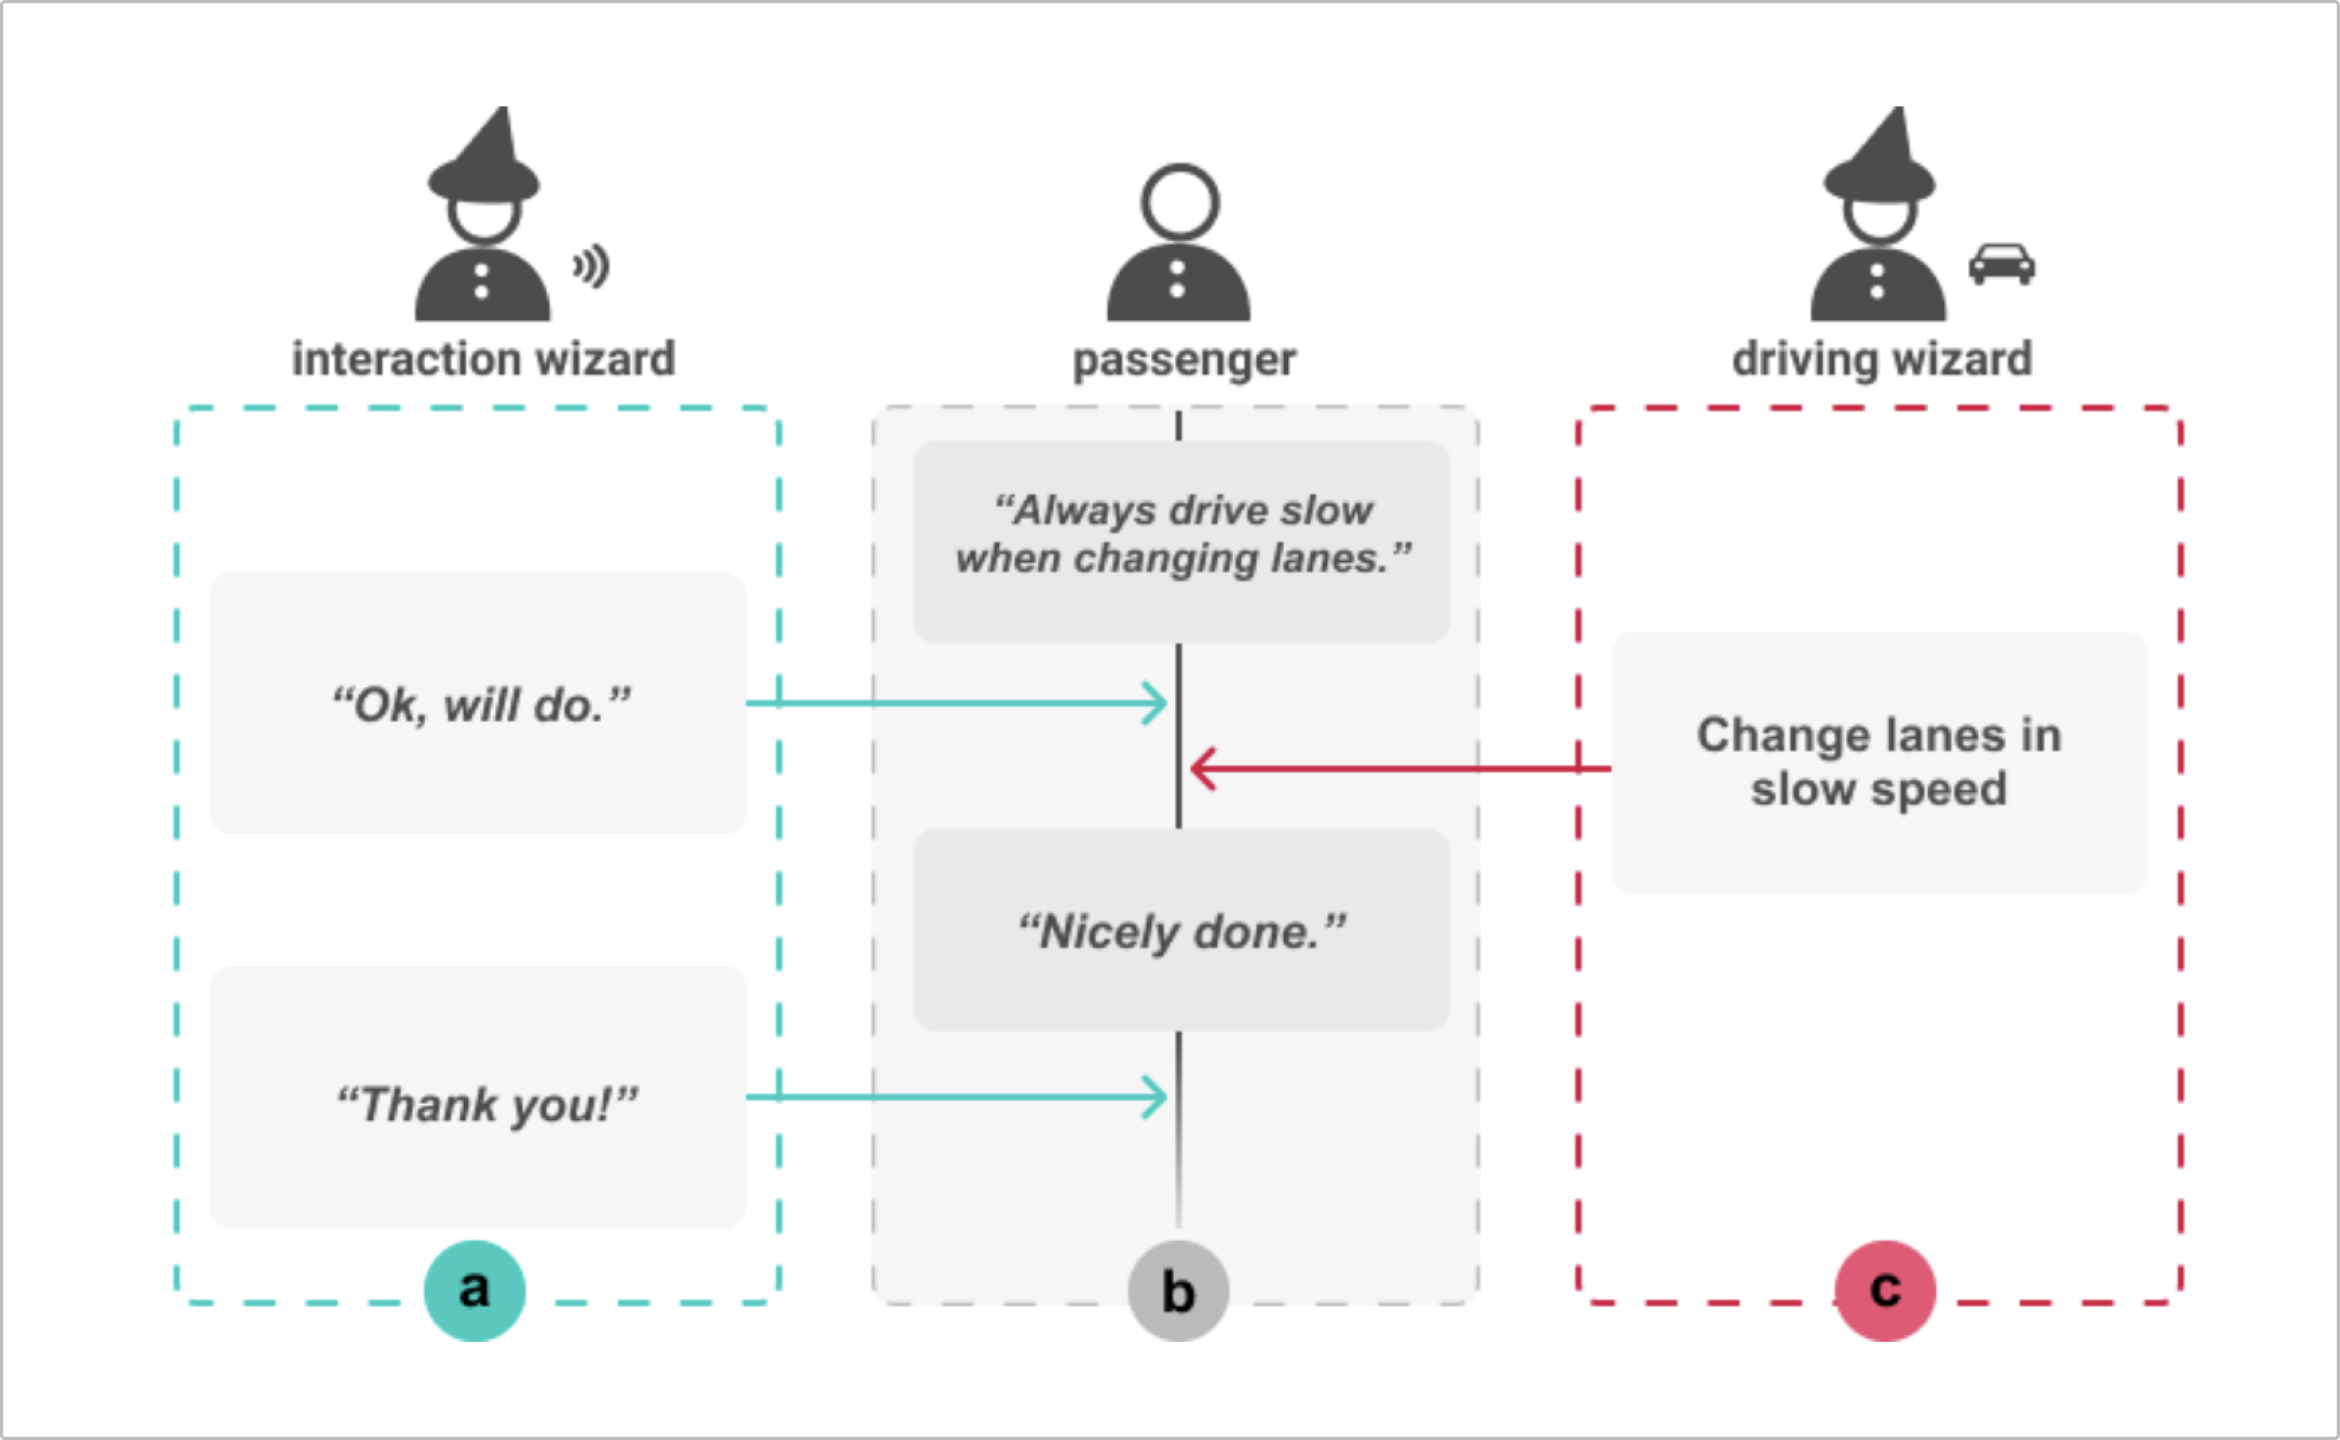 interaction wizard
passenger
driving wizard
“Always drive slow
when changing lanes.”
“Ok, will do.”
Change lanes in
slow speed
“Nicely done.”
“Thank you!”
a
b
c